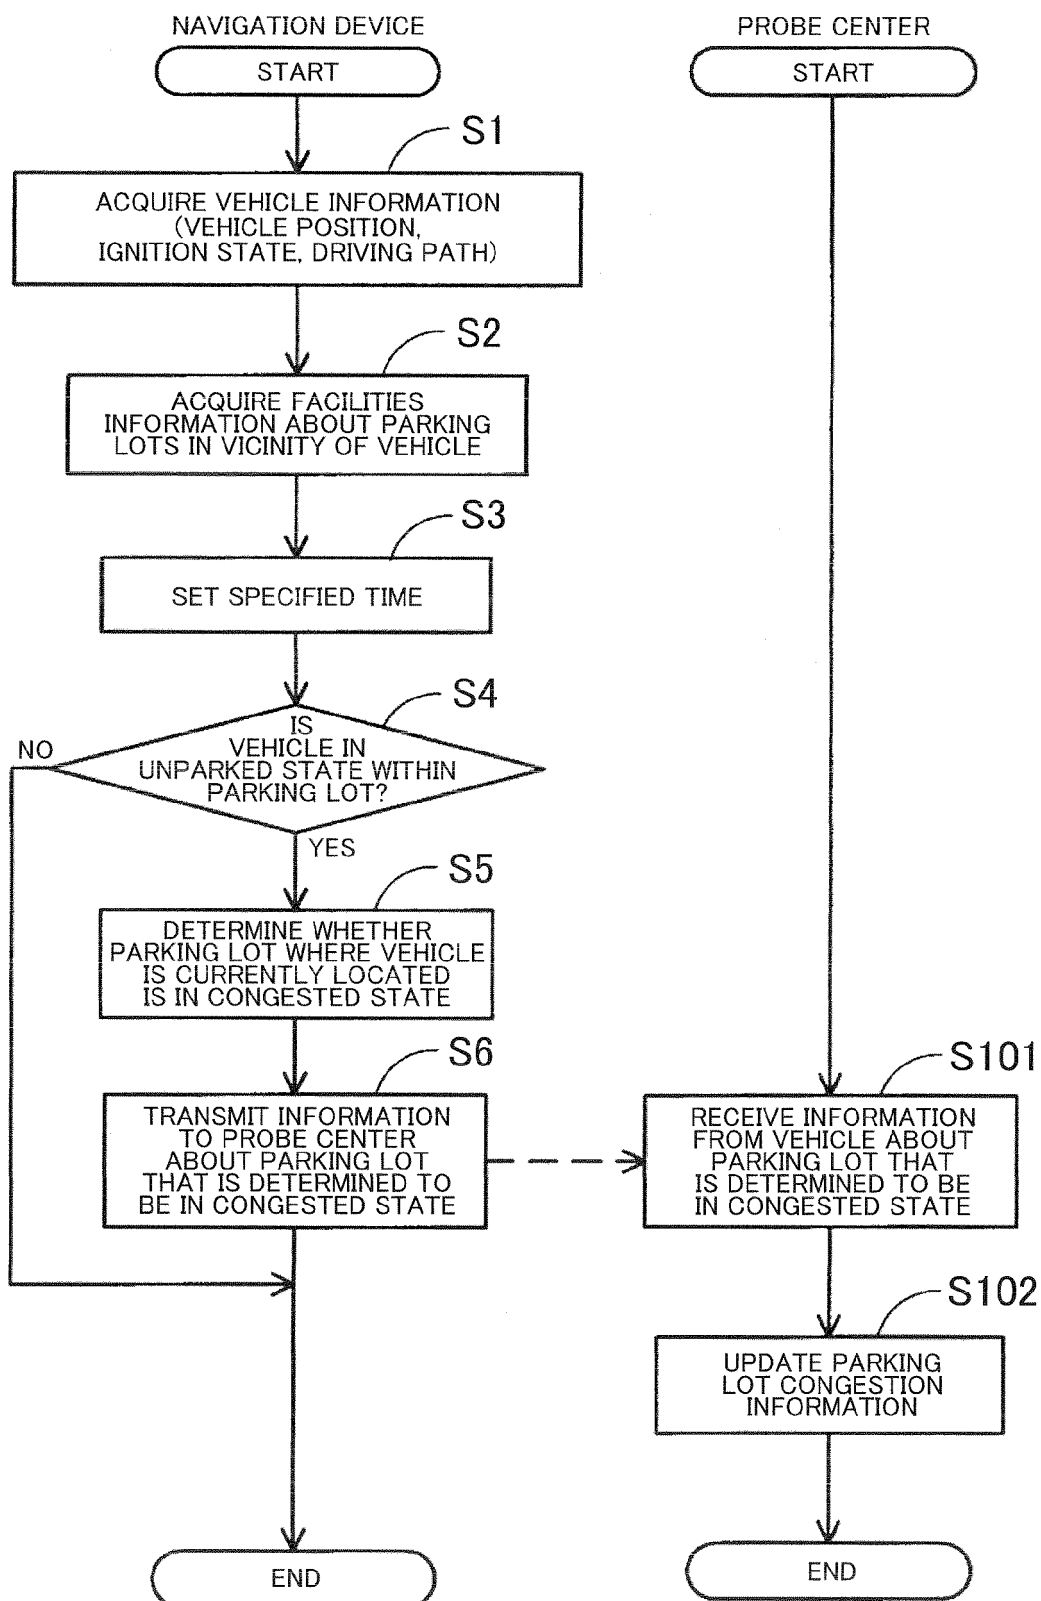 NAVIGATION DEVICE
START
S1
ACQUIRE VEHICLE INFORMATION
(VEHICLE POSITION,
IGNITION STATE, DRIVING PATH)
S2
ACQUIRE FACILITIES
INFORMATION ABOUT PARKING
LOTS IN VICINITY OF VEHICLE
S3
SET SPECIFIED TIME
S4
IS
VEHICLE IN
UNPARKED STATE WITHIN
PARKING LOT?
NO
YES
S5
DETERMINE WHETHER
PARKING LOT WHERE VEHICLE
IS CURRENTLY LOCATED
IS IN CONGESTED STATE
S6
TRANSMIT INFORMATION
TO PROBE CENTER
ABOUT PARKING LOT
THAT IS DETERMINED TO
BE IN CONGESTED STATE
END
PROBE CENTER
START
S101
RECEIVE INFORMATION
FROM VEHICLE ABOUT
PARKING LOT THAT
IS DETERMINED TO BE
IN CONGESTED STATE
S102
UPDATE PARKING
LOT CONGESTION
INFORMATION
END